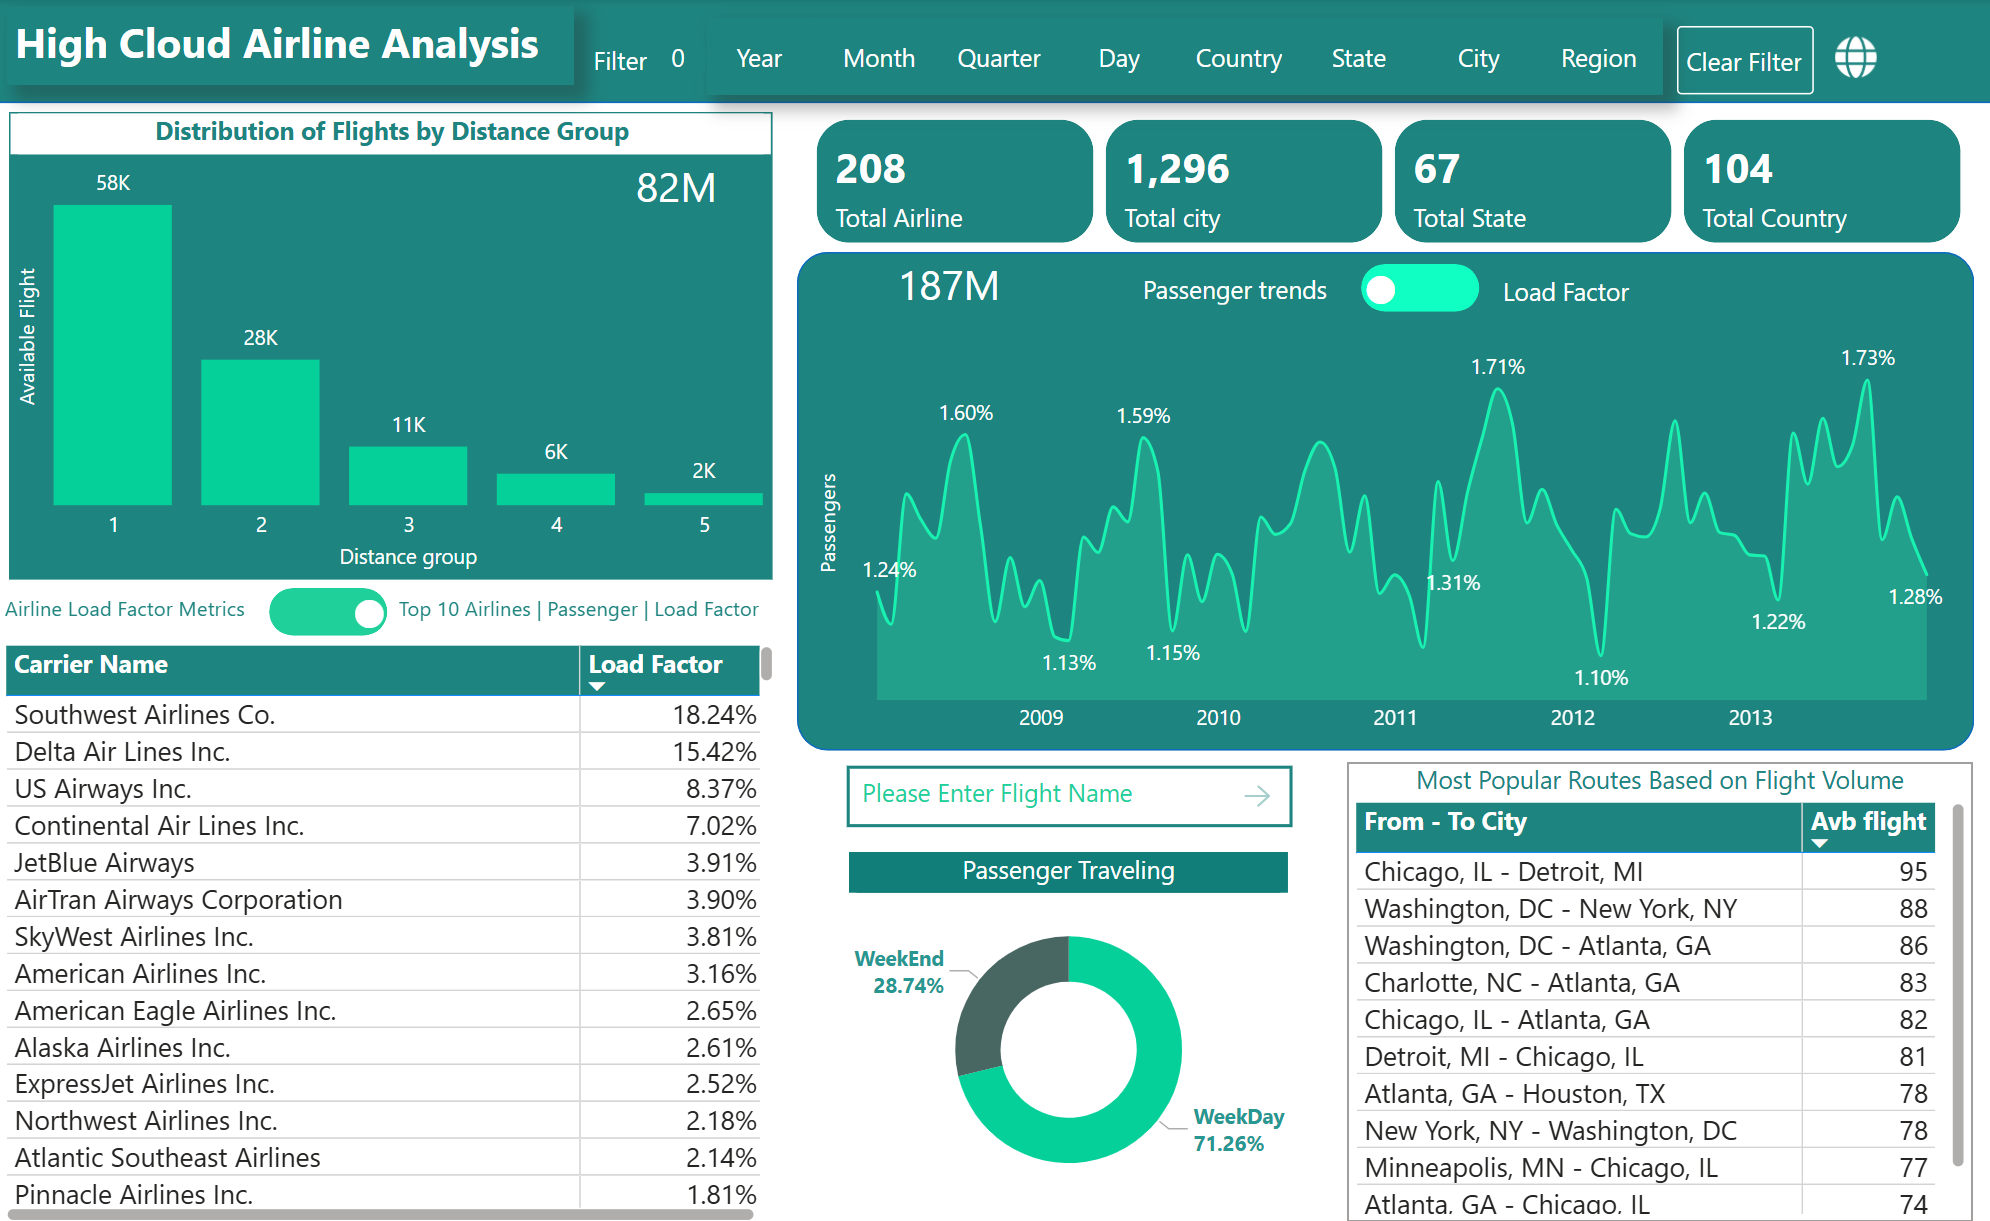 High Cloud Airline Analysis
Filter 0 Year Month Quarter Day Country State City Region Clear Filter
Distribution of Flights by Distance Group
82M
Available Flight
58K
28K
11K
6K
2K
1 2 3 4 5
Distance group
208
Total Airline
1,296
Total city
67
Total State
104
Total Country
187M
Passenger trends Load Factor
Passengers
1.24%
1.60%
1.13%
1.59%
1.15%
1.31%
1.71%
1.10%
1.22%
1.73%
1.28%
2009 2010 2011 2012 2013
Airline Load Factor Metrics Top 10 Airlines | Passenger | Load Factor
Carrier Name Load Factor
Southwest Airlines Co. 18.24%
Delta Air Lines Inc. 15.42%
US Airways Inc. 8.37%
Continental Air Lines Inc. 7.02%
JetBlue Airways 3.91%
AirTran Airways Corporation 3.90%
SkyWest Airlines Inc. 3.81%
American Airlines Inc. 3.16%
American Eagle Airlines Inc. 2.65%
Alaska Airlines Inc. 2.61%
ExpressJet Airlines Inc. 2.52%
Northwest Airlines Inc. 2.18%
Atlantic Southeast Airlines 2.14%
Pinnacle Airlines Inc. 1.81%
Please Enter Flight Name
Passenger Traveling
WeekEnd
28.74%
WeekDay
71.26%
Most Popular Routes Based on Flight Volume
From - To City Avb flight
Chicago, IL - Detroit, MI 95
Washington, DC - New York, NY 88
Washington, DC - Atlanta, GA 86
Charlotte, NC - Atlanta, GA 83
Chicago, IL - Atlanta, GA 82
Detroit, MI - Chicago, IL 81
Atlanta, GA - Houston, TX 78
New York, NY - Washington, DC 78
Minneapolis, MN - Chicago, IL 77
Atlanta, GA - Chicago, IL 74